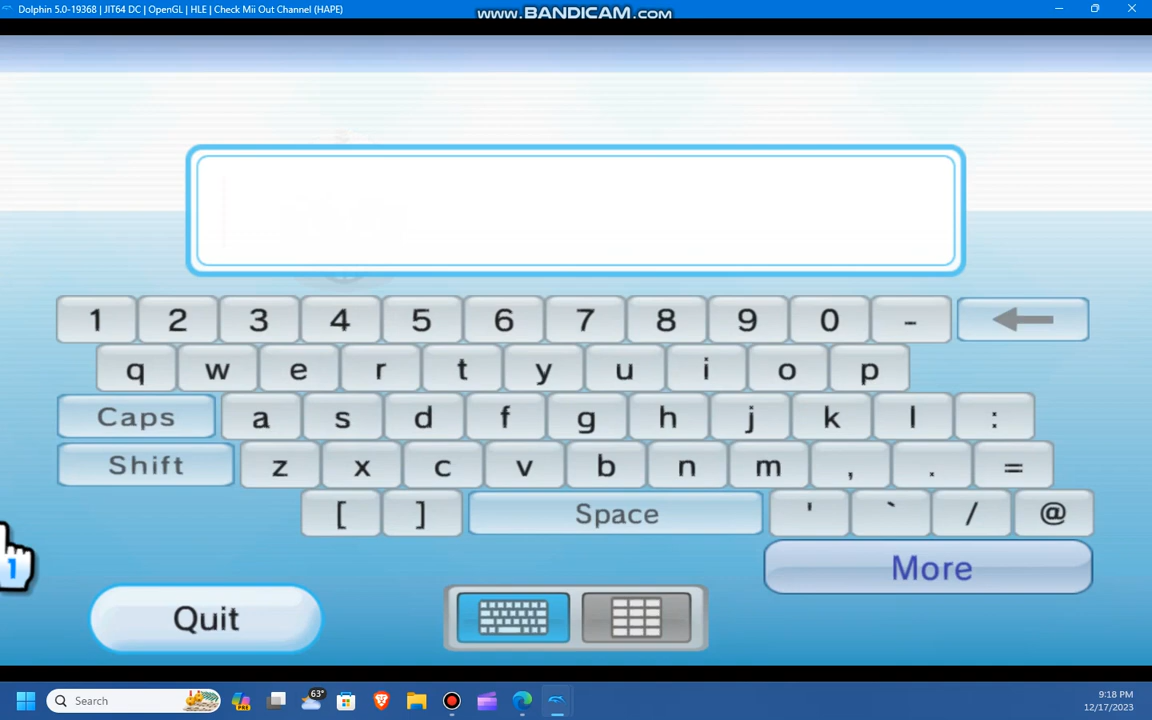 Dolphin 5.0-19368 | JIT64 DC | OpenGL | HLE | Check Mii Out Channel (HAPE)
www.BANDICAM.com
1 2 3 4 5 6 7 8 9 0 -
q w e r t y u i o p
Caps a s d f g h j k l :
Shift z x c v b n m , . =
[ ] Space ' ` / @
More
1
Quit
Search
PRE
63°
9:18 PM
12/17/2023